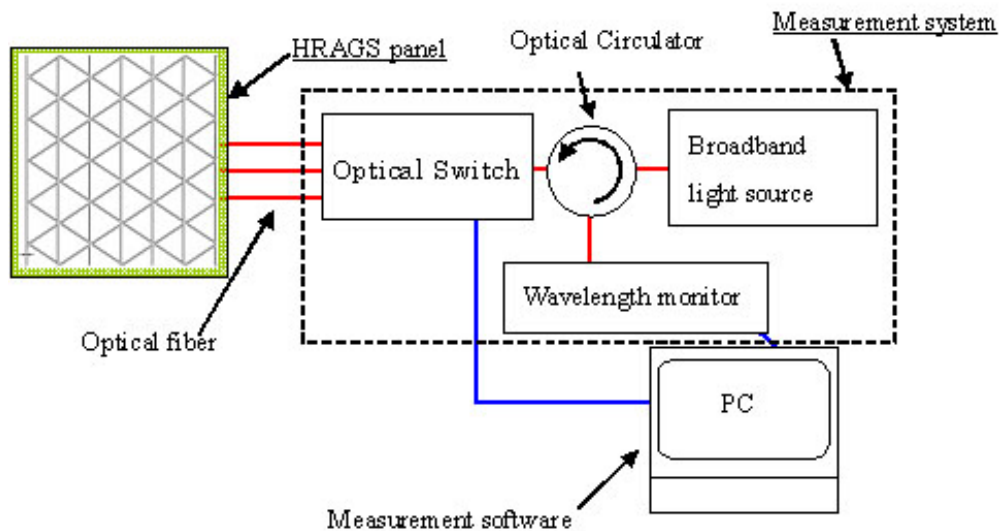 Measurement system
HRAGS panel
Optical Circulator
Optical Switch
Broadband
light source
Wavelength monitor
Optical fiber
PC
Measurement software